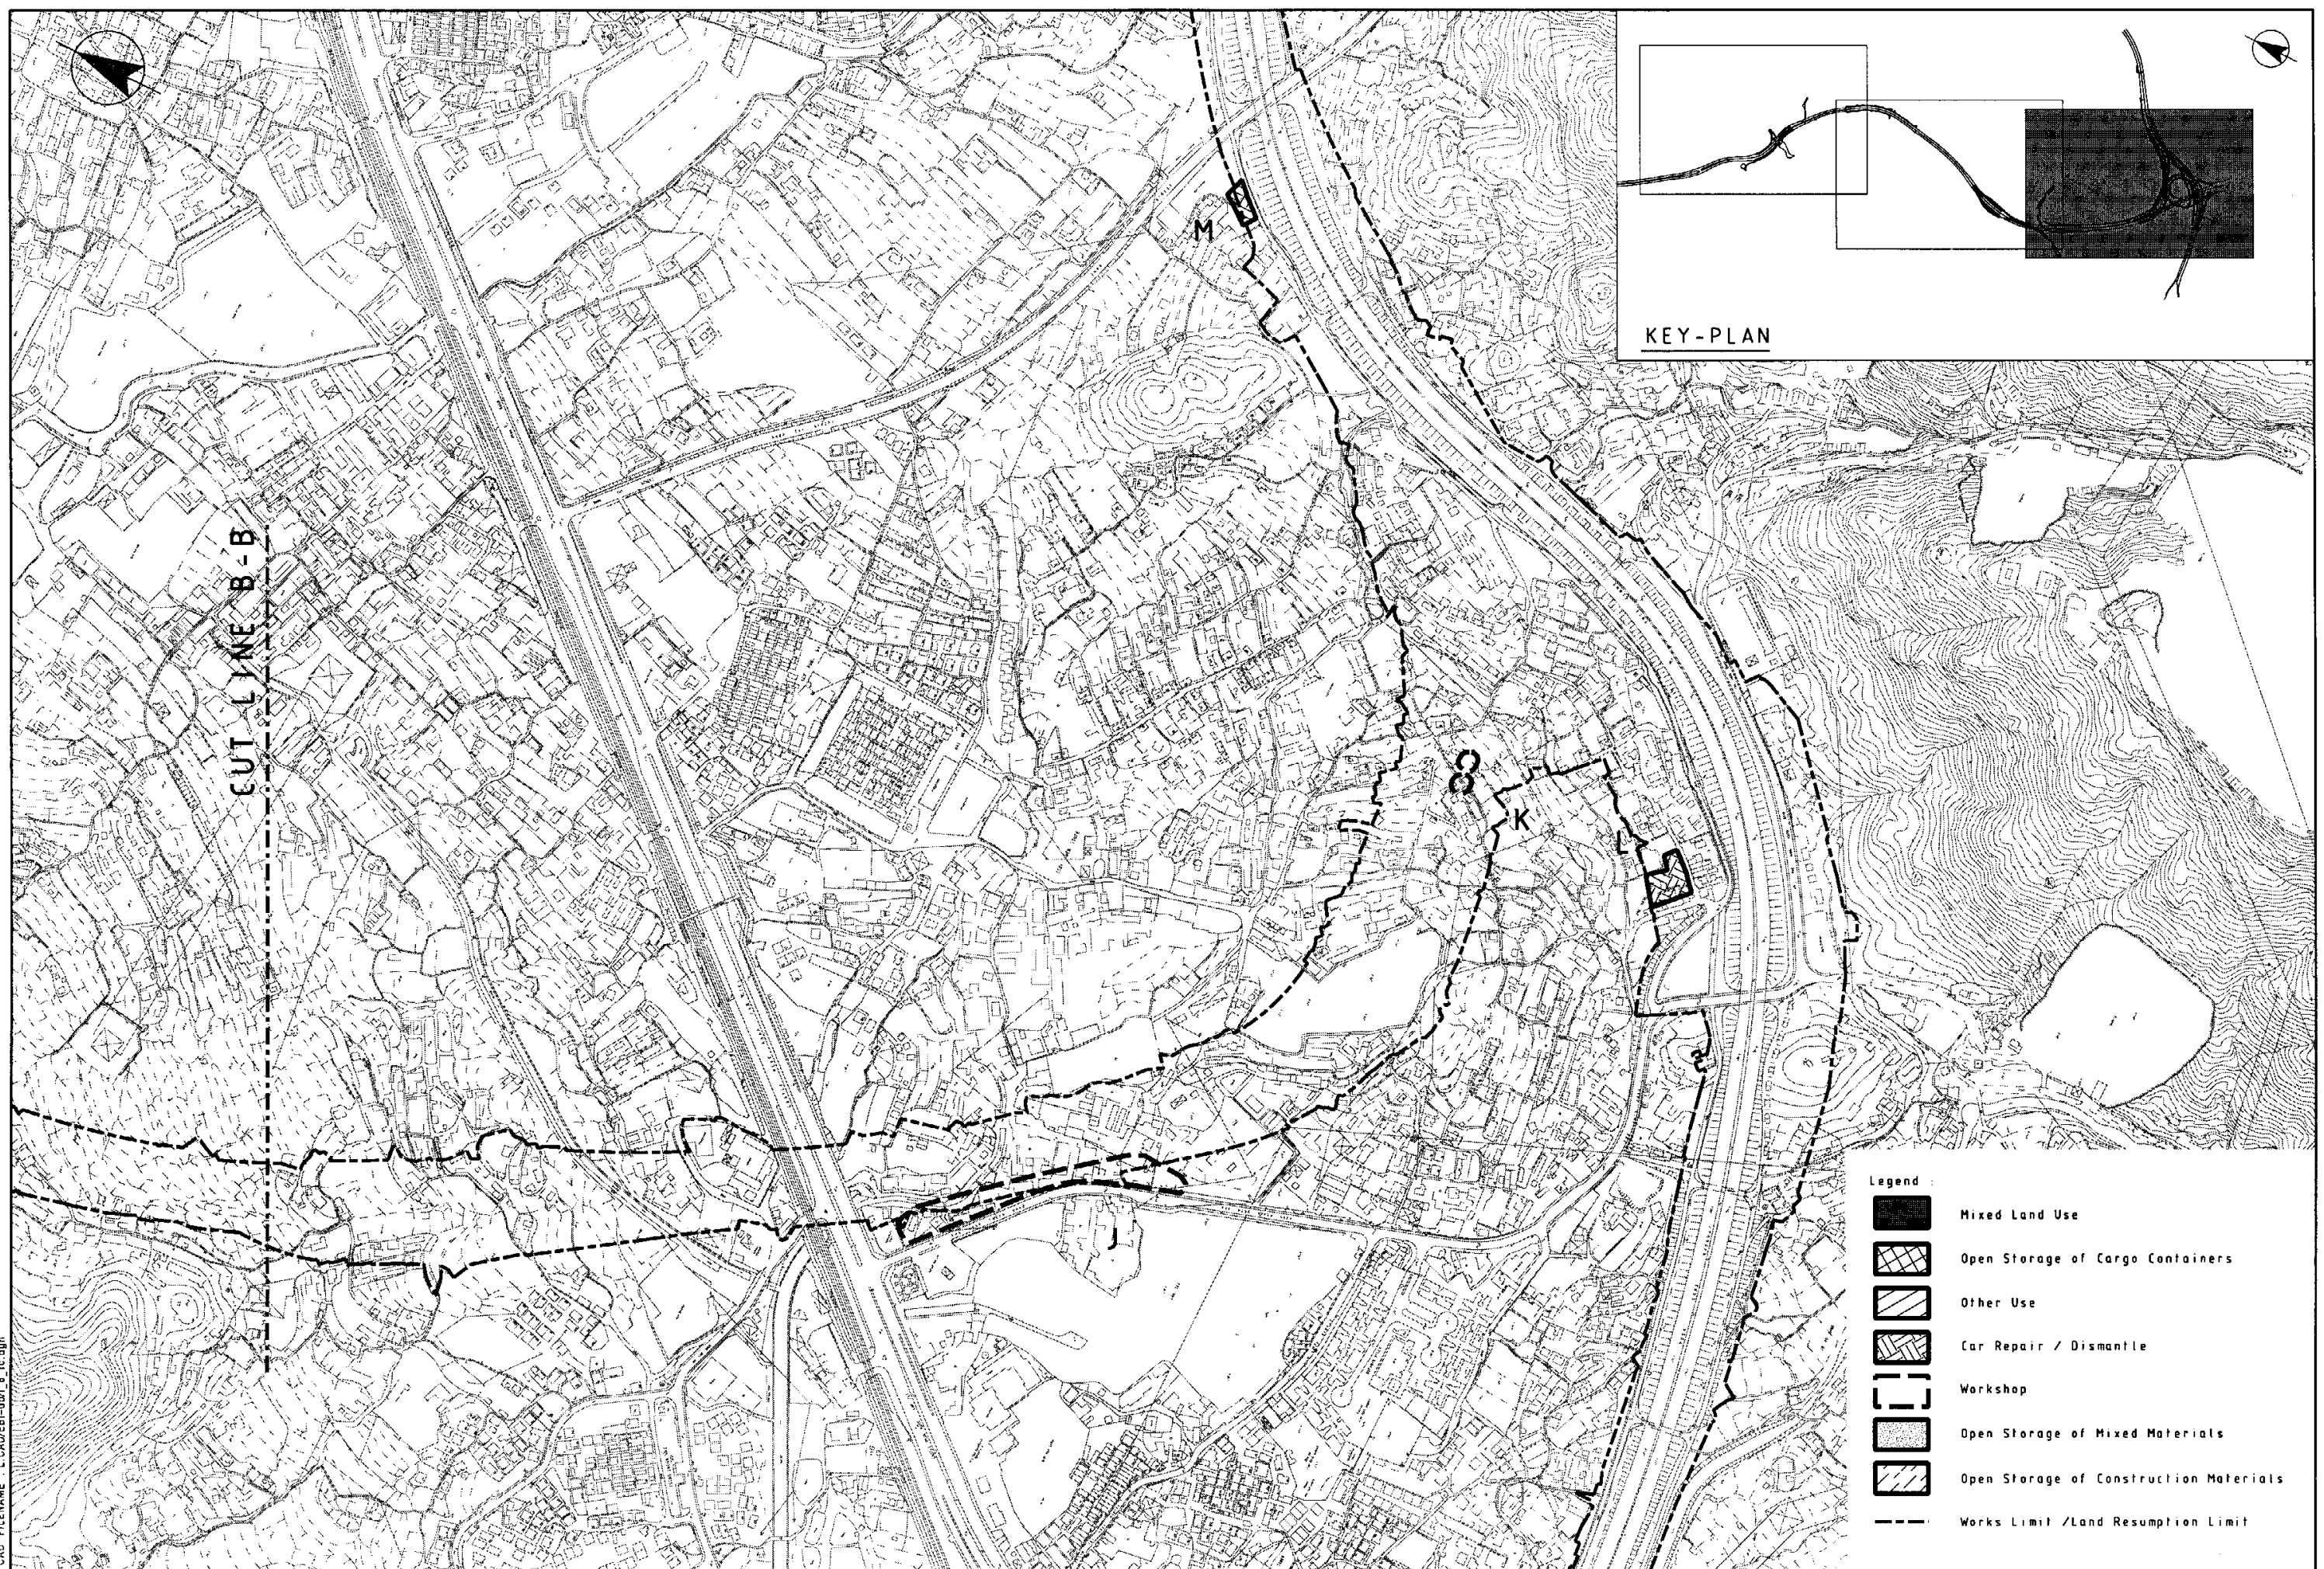 KEY-PLAN
M
CUT LINE B-B
K
L
J
Legend :
Mixed Land Use
Open Storage of Cargo Containers
Other Use
Car Repair / Dismantle
Workshop
Open Storage of Mixed Materials
Open Storage of Construction Materials
Works Limit /Land Resumption Limit